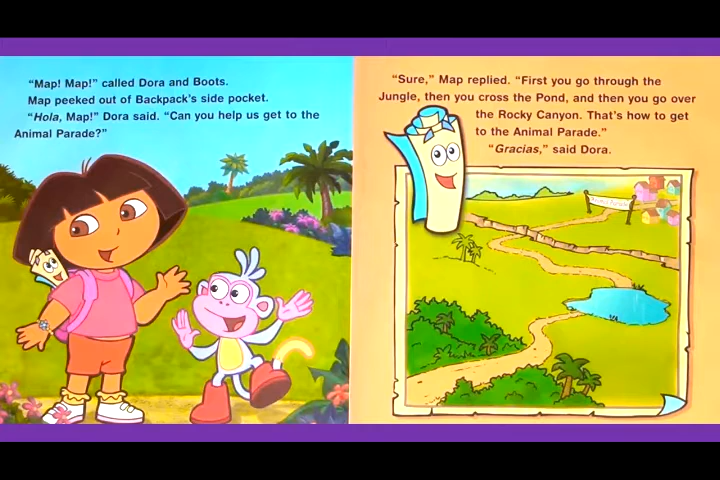 “Map! Map!” called Dora and Boots.
Map peeked out of Backpack's side pocket.
“Hola, Map!” Dora said. “Can you help us get to the
Animal Parade?”
“Sure,” Map replied. “First you go through the
Jungle, then you cross the Pond, and then you go over
the Rocky Canyon. That's how to get
to the Animal Parade.”
“Gracias,” said Dora.
Animal Parade